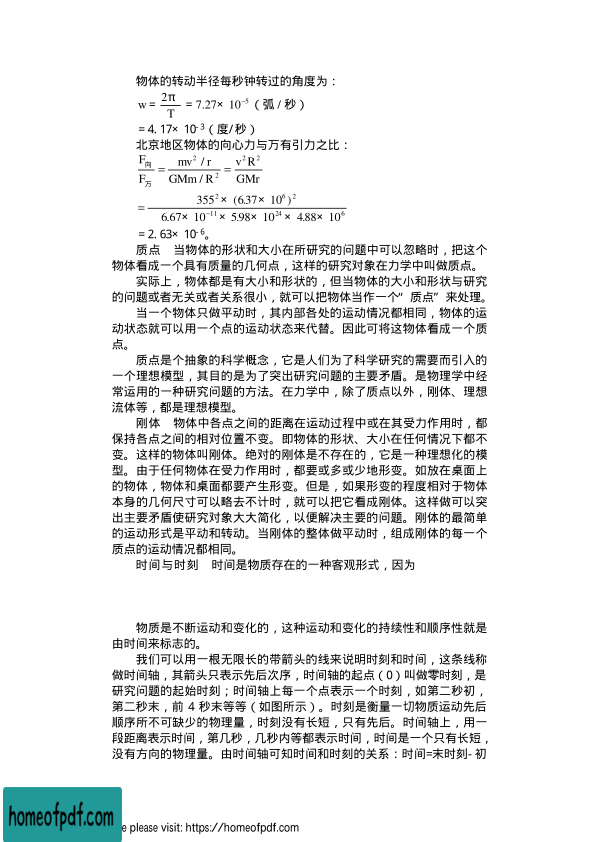 物体的转动半径每秒钟转过的角度为：
w = 2π / T = 7.27× 10⁻⁵（弧 / 秒）
=4.17×10⁻³（度/秒）
北京地区物体的向心力与万有引力之比：
F向 / F万 = (mv² / r) / (GMm / R²) = v²R² / GMr
= 355² × (6.37 × 10⁶)² / 6.67 × 10⁻¹¹ × 5.98 × 10²⁴ × 4.88 × 10⁶
=2.63×10⁻⁶。
质点　当物体的形状和大小在所研究的问题中可以忽略时，把这个
物体看成一个具有质量的几何点，这样的研究对象在力学中叫做质点。
实际上，物体都是有大小和形状的，但当物体的大小和形状与研究
的问题或者无关或者关系很小，就可以把物体当作一个“质点”来处理。
当一个物体只做平动时，其内部各处的运动情况都相同，物体的运
动状态就可以用一个点的运动状态来代替。因此可将这物体看成一个质
点。
质点是个抽象的科学概念，它是人们为了科学研究的需要而引入的
一个理想模型，其目的是为了突出研究问题的主要矛盾。是物理学中经
常运用的一种研究问题的方法。在力学中，除了质点以外，刚体、理想
流体等，都是理想模型。
刚体　物体中各点之间的距离在运动过程中或在其受力作用时，都
保持各点之间的相对位置不变。即物体的形状、大小在任何情况下都不
变。这样的物体叫刚体。绝对的刚体是不存在的，它是一种理想化的模
型。由于任何物体在受力作用时，都要或多或少地形变。如放在桌面上
的物体，物体和桌面都要产生形变。但是，如果形变的程度相对于物体
本身的几何尺寸可以略去不计时，就可以把它看成刚体。这样做可以突
出主要矛盾使研究对象大大简化，以便解决主要的问题。刚体的最简单
的运动形式是平动和转动。当刚体的整体做平动时，组成刚体的每一个
质点的运动情况都相同。
时间与时刻　时间是物质存在的一种客观形式，因为
物质是不断运动和变化的，这种运动和变化的持续性和顺序性就是
由时间来标志的。
我们可以用一根无限长的带箭头的线来说明时刻和时间，这条线称
做时间轴，其箭头只表示先后次序，时间轴的起点（0）叫做零时刻，是
研究问题的起始时刻；时间轴上每一个点表示一个时刻，如第二秒初，
第二秒末，前 4 秒末等等（如图所示）。时刻是衡量一切物质运动先后
顺序所不可缺少的物理量，时刻没有长短，只有先后。时间轴上，用一
段距离表示时间，第几秒，几秒内等都表示时间，时间是一个只有长短，
没有方向的物理量。由时间轴可知时间和时刻的关系：时间=末时刻-初
homeofpdf.com
e please visit: https://homeofpdf.com